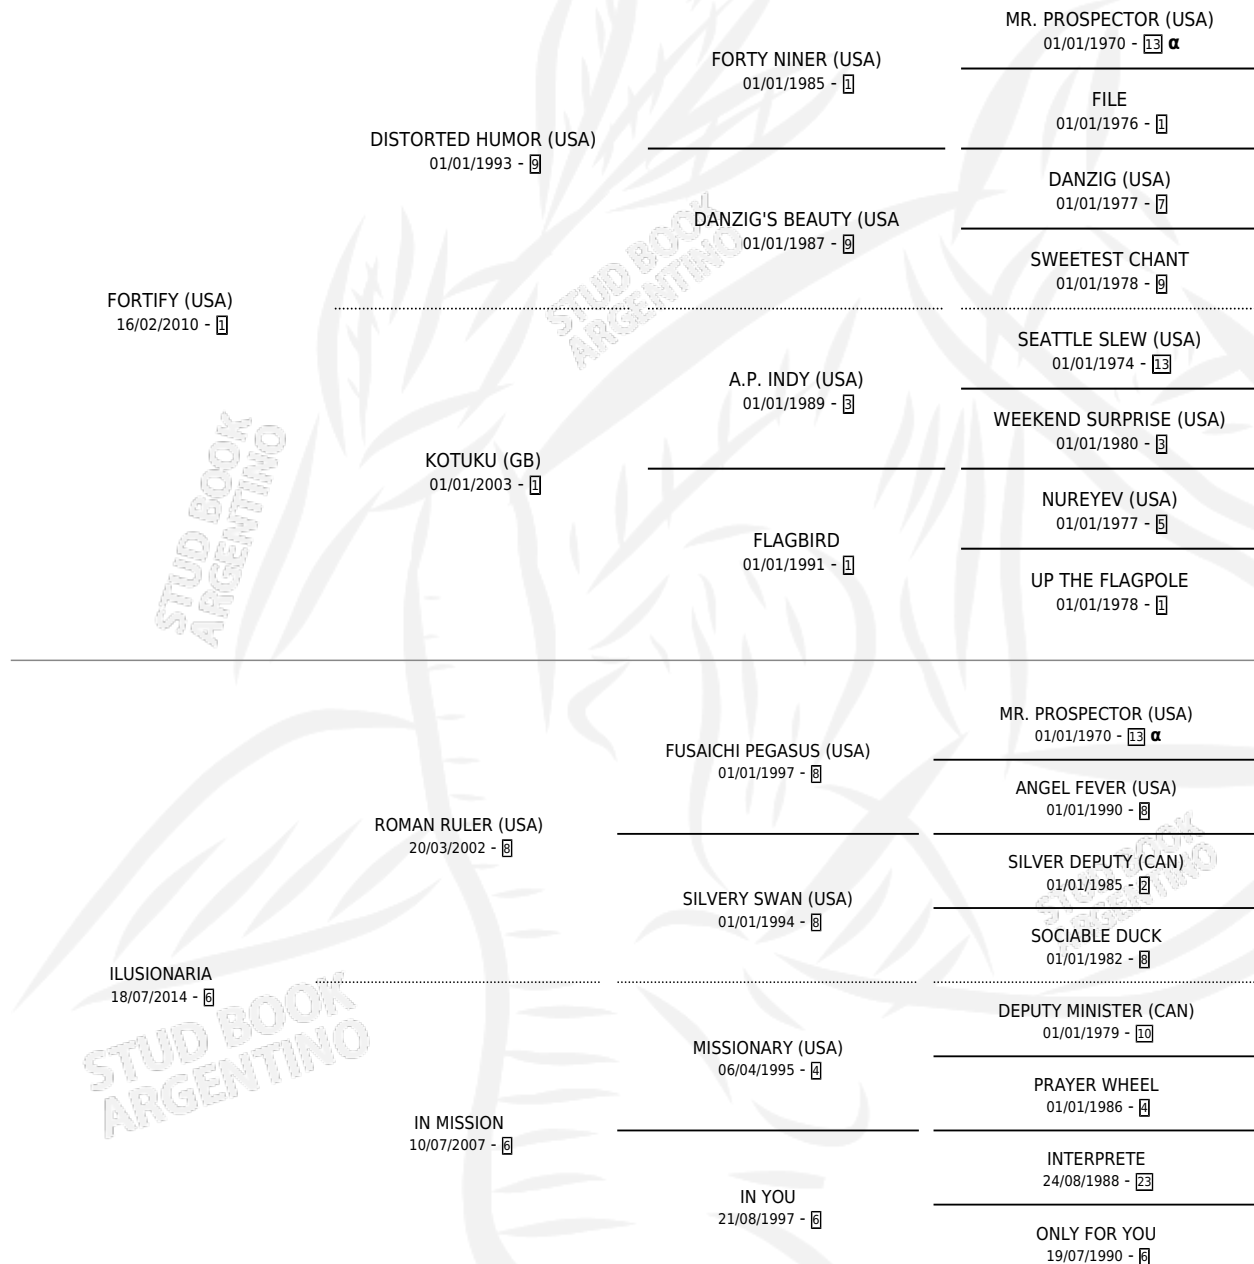 MR. PROSPECTOR (USA)
01/01/1970 - 13 α
FORTY NINER (USA)
01/01/1985 - 1
FILE
01/01/1976 - 1
DISTORTED HUMOR (USA)
01/01/1993 - 9
DANZIG (USA)
01/01/1977 - 7
DANZIG'S BEAUTY (USA
01/01/1987 - 9
SWEETEST CHANT
01/01/1978 - 9
FORTIFY (USA)
16/02/2010 - 1
SEATTLE SLEW (USA)
01/01/1974 - 13
A.P. INDY (USA)
01/01/1989 - 3
WEEKEND SURPRISE (USA)
01/01/1980 - 3
KOTUKU (GB)
01/01/2003 - 1
NUREYEV (USA)
01/01/1977 - 5
FLAGBIRD
01/01/1991 - 1
UP THE FLAGPOLE
01/01/1978 - 1
MR. PROSPECTOR (USA)
01/01/1970 - 13 α
FUSAICHI PEGASUS (USA)
01/01/1997 - 8
ANGEL FEVER (USA)
01/01/1990 - 8
ROMAN RULER (USA)
20/03/2002 - 8
SILVER DEPUTY (CAN)
01/01/1985 - 2
SILVERY SWAN (USA)
01/01/1994 - 8
SOCIABLE DUCK
01/01/1982 - 8
ILUSIONARIA
18/07/2014 - 6
DEPUTY MINISTER (CAN)
01/01/1979 - 10
MISSIONARY (USA)
06/04/1995 - 4
PRAYER WHEEL
01/01/1986 - 4
IN MISSION
10/07/2007 - 6
INTERPRETE
24/08/1988 - 23
IN YOU
21/08/1997 - 6
ONLY FOR YOU
19/07/1990 - 6
STUD BOOK
ARGENTINO
STUD BOOK
ARGENTINO
STUD BOOK
ARGENTINO
STUD BOOK
ARGENTINO